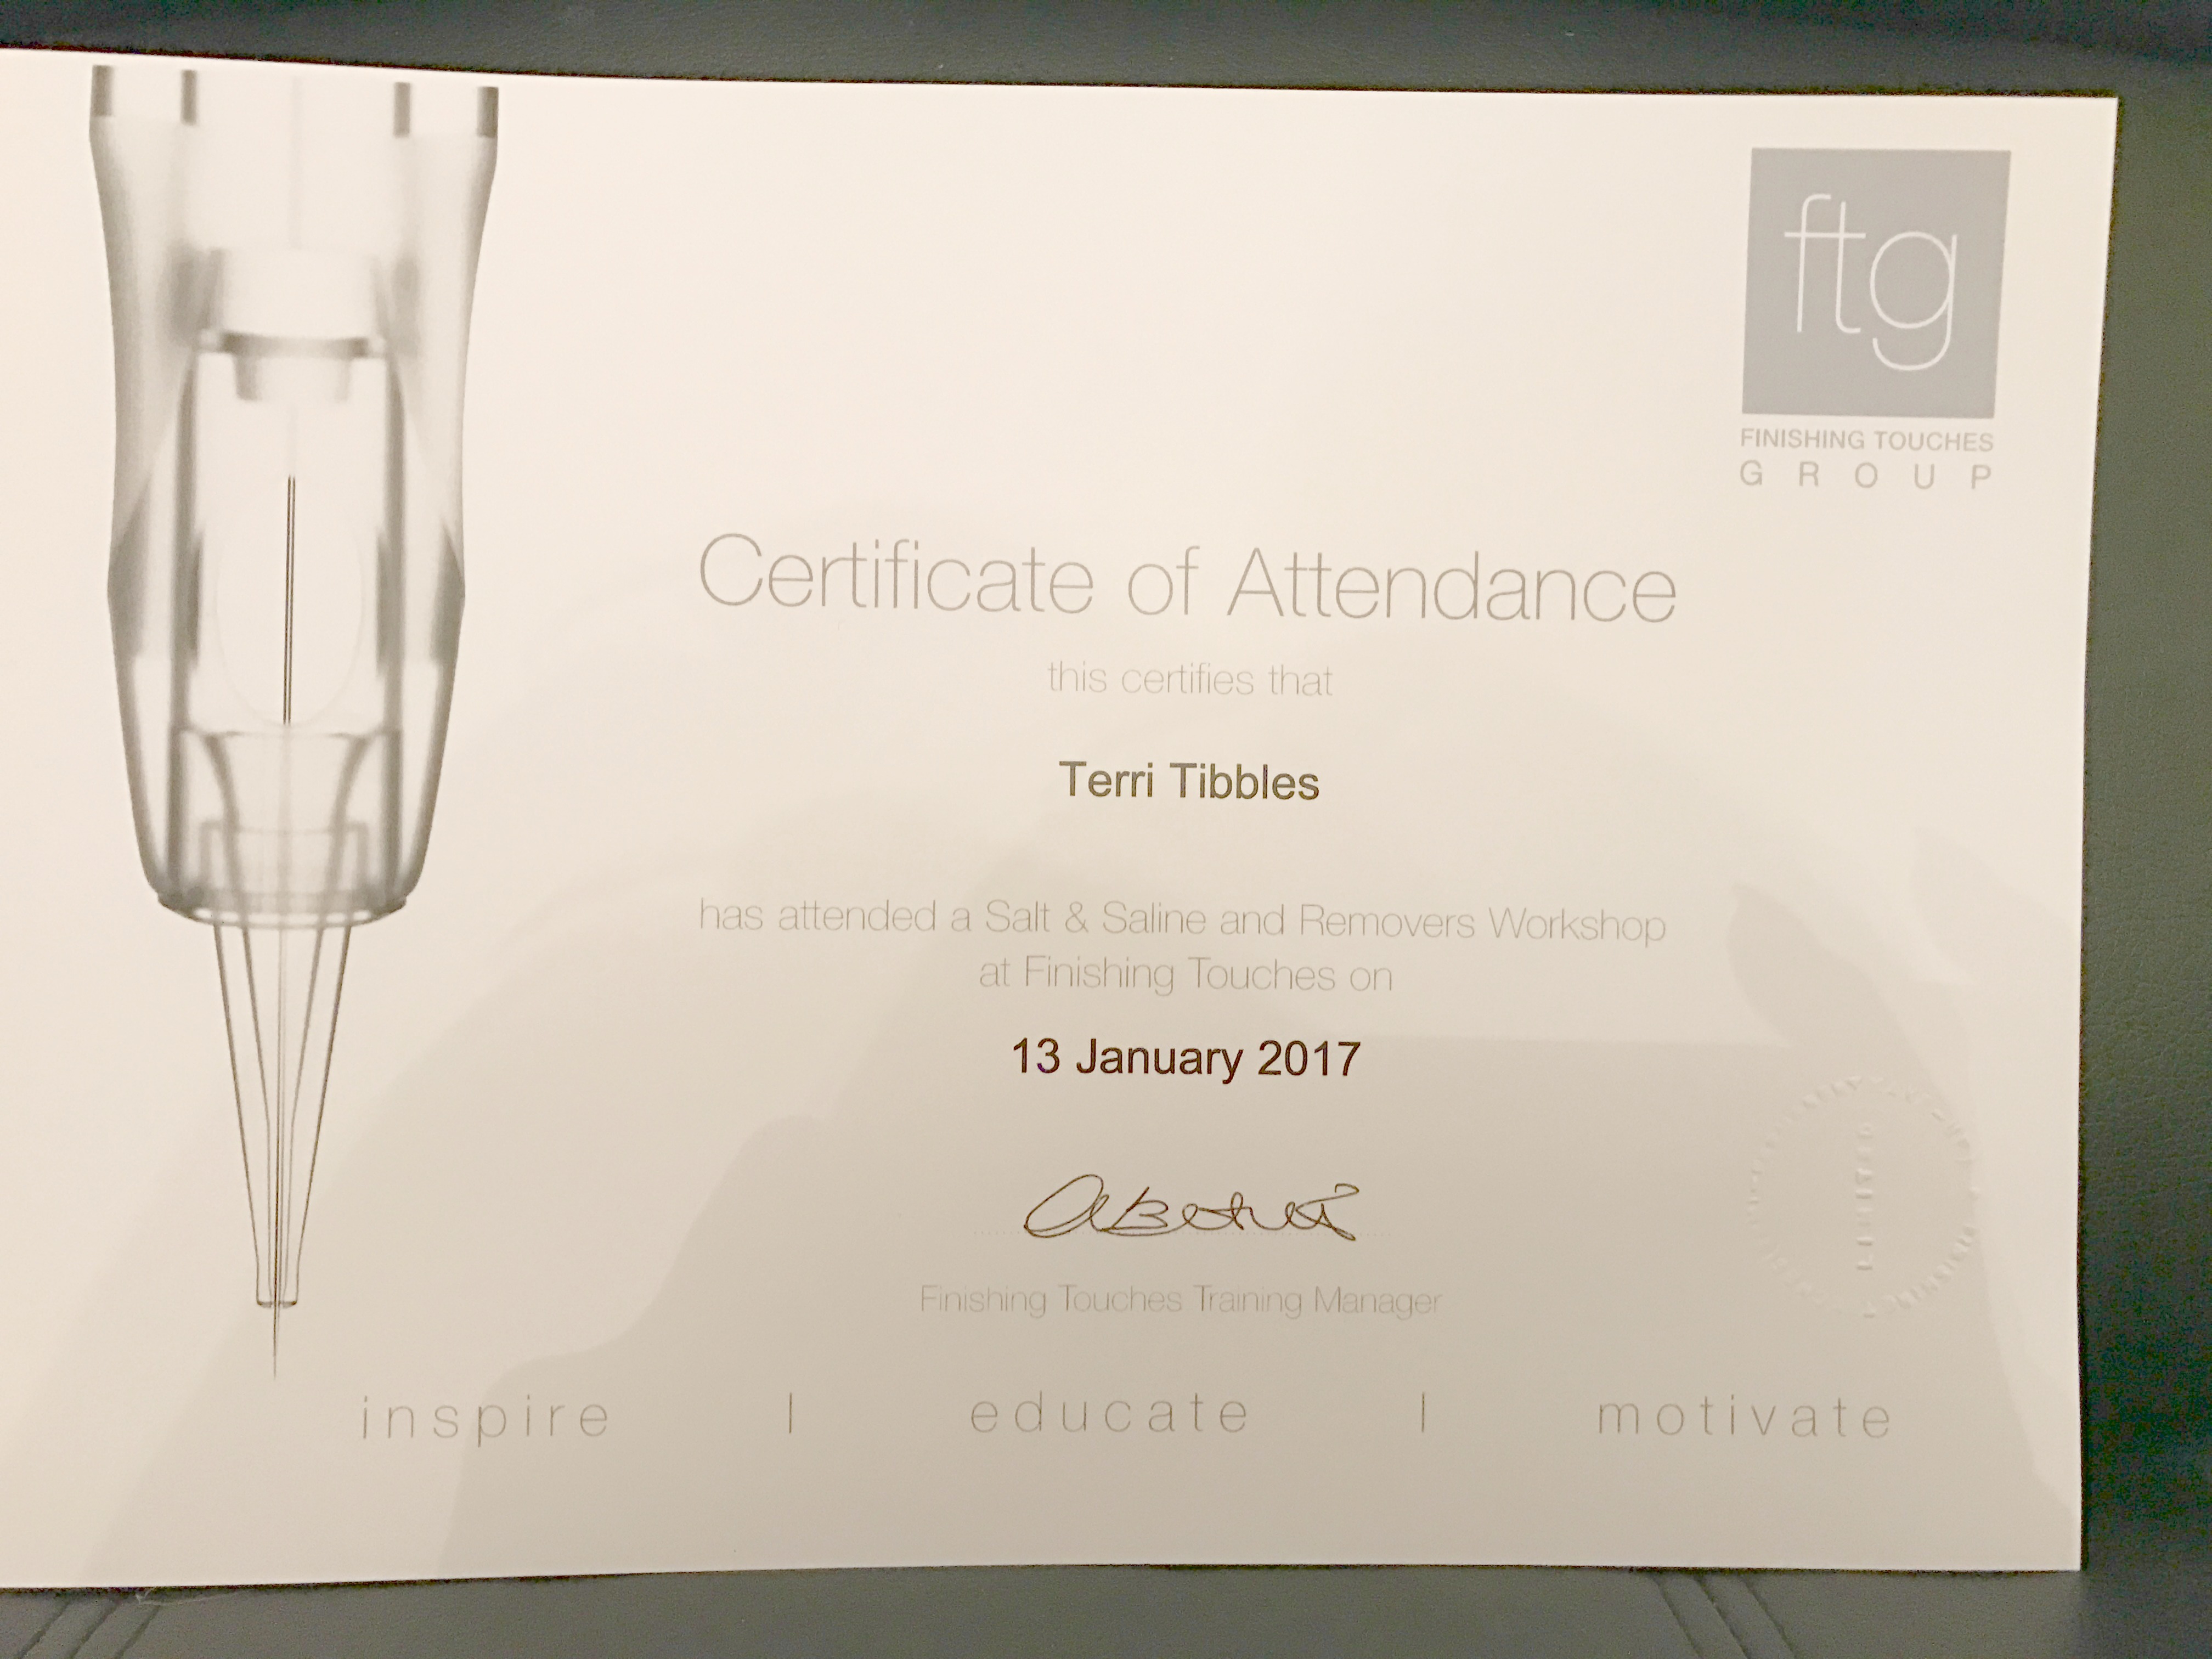 ftg
FINISHING TOUCHES
GROUP
Certificate of Attendance
this certifies that
Terri Tibbles
has attended a Salt & Saline and Removers Workshop
at Finishing Touches on
13 January 2017
Finishing Touches Training Manager
inspire | educate | motivate